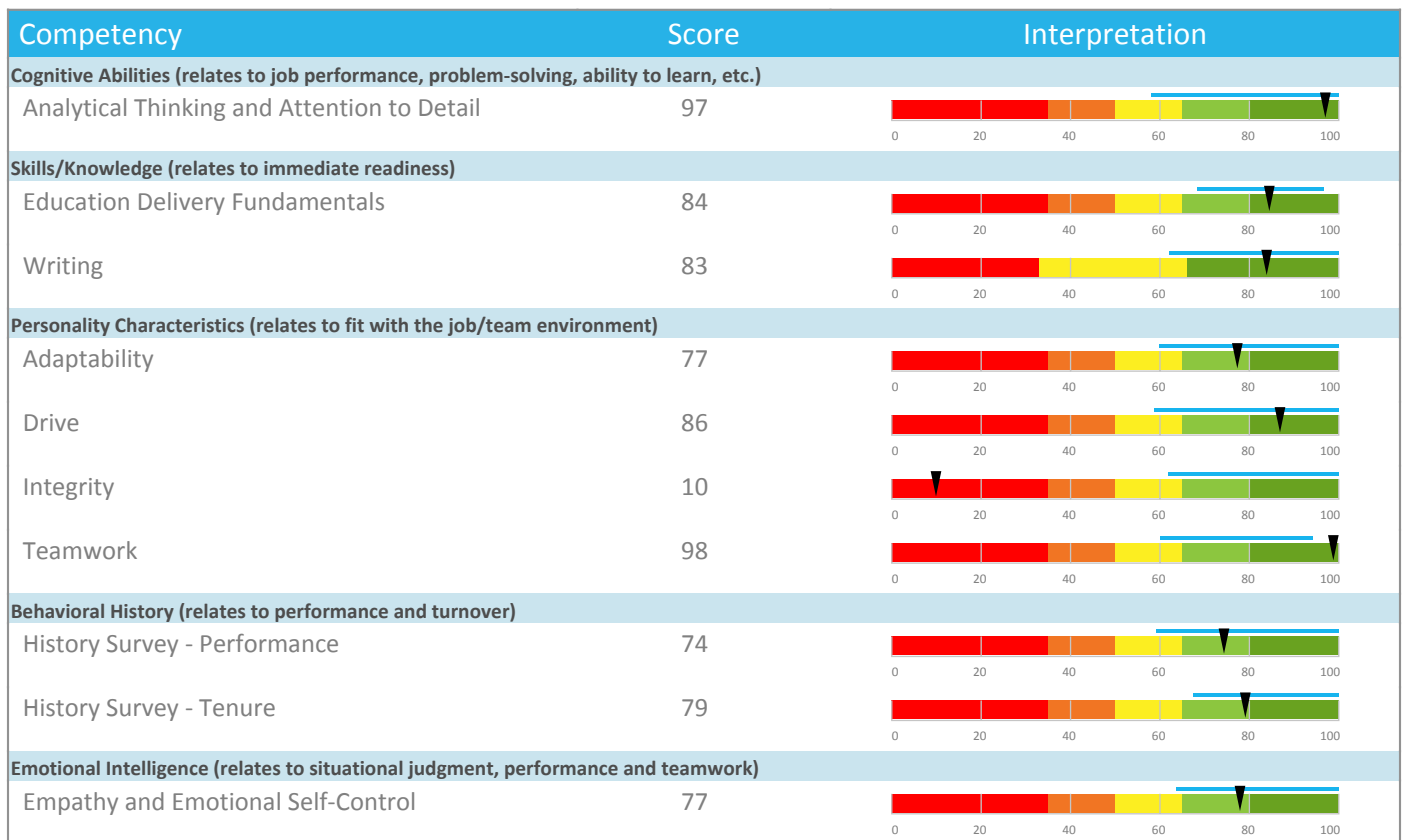 Competency Score Interpretation
Cognitive Abilities (relates to job performance, problem-solving, ability to learn, etc.)
Analytical Thinking and Attention to Detail 97
0 20 40 60 80 100
Skills/Knowledge (relates to immediate readiness)
Education Delivery Fundamentals 84
0 20 40 60 80 100
Writing 83
0 20 40 60 80 100
Personality Characteristics (relates to fit with the job/team environment)
Adaptability 77
0 20 40 60 80 100
Drive 86
0 20 40 60 80 100
Integrity 10
0 20 40 60 80 100
Teamwork 98
0 20 40 60 80 100
Behavioral History (relates to performance and turnover)
History Survey - Performance 74
0 20 40 60 80 100
History Survey - Tenure 79
0 20 40 60 80 100
Emotional Intelligence (relates to situational judgment, performance and teamwork)
Empathy and Emotional Self-Control 77
0 20 40 60 80 100